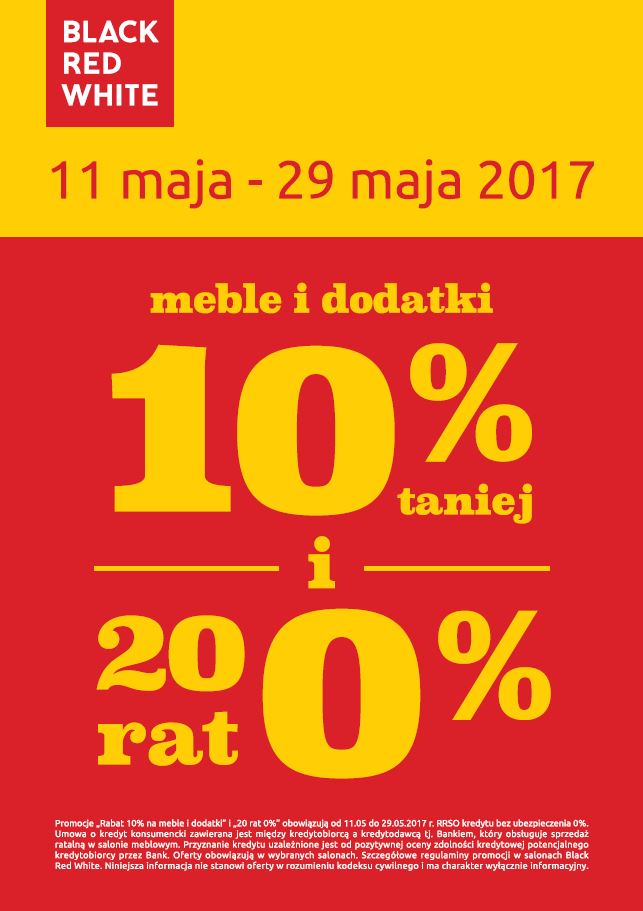 BLACK
RED
WHITE
11 maja - 29 maja 2017
meble i dodatki
10%
taniej
i
20 rat 0%
Promocje „Rabat 10% na meble i dodatki” i „20 rat 0%” obowiązują od 11.05 do 29.05.2017 r. RRSO kredytu bez ubezpieczenia 0%.
Umowa o kredyt konsumencki zawierana jest między kredytobiorcą a kredytodawcą tj. Bankiem, który obsługuje sprzedaż
ratalną w salonie meblowym. Przyznanie kredytu uzależnione jest od pozytywnej oceny zdolności kredytowej potencjalnego
kredytobiorcy przez Bank. Oferty obowiązują w wybranych salonach. Szczegółowe regulaminy promocji w salonach Black
Red White. Niniejsza informacja nie stanowi oferty w rozumieniu kodeksu cywilnego i ma charakter wyłącznie informacyjny.